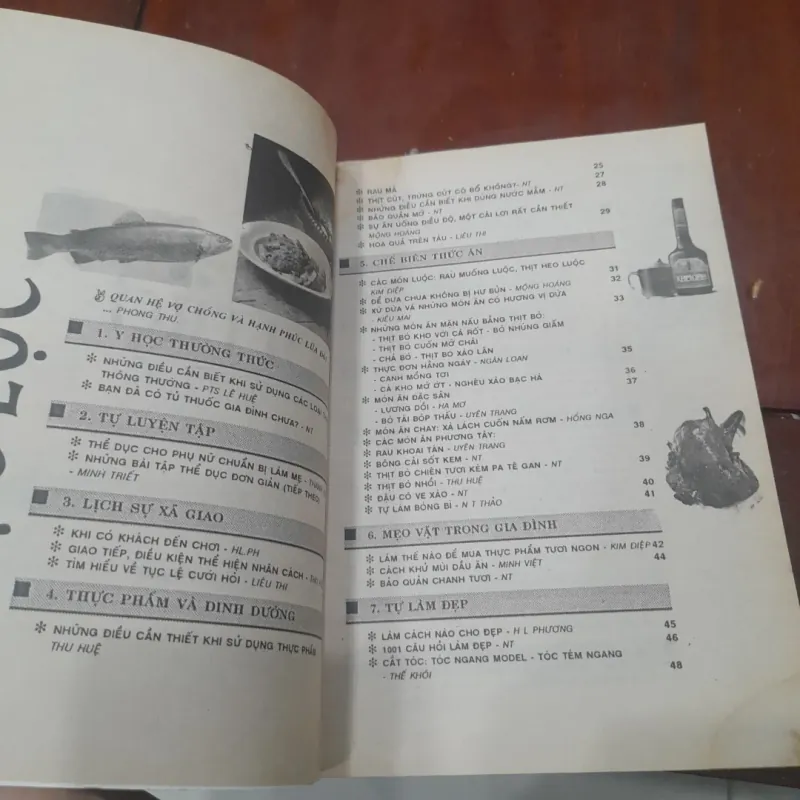 MỤC LỤC
QUAN HỆ VỢ CHỒNG VÀ HẠNH PHÚC LỨA ĐÔI
... PHONG THU.
1. Y HỌC THƯỜNG THỨC
❇ NHỮNG ĐIỀU CẦN BIẾT KHI SỬ DỤNG CÁC LOẠI
THÔNG THƯỜNG - PTS LÊ HUỆ
❇ BẠN ĐÃ CÓ TỦ THUỐC GIA ĐÌNH CHƯA? - NT
2. TỰ LUYỆN TẬP
❇ THỂ DỤC CHO PHỤ NỮ CHUẨN BỊ LÀM MẸ -
❇ NHỮNG BÀI TẬP THỂ DỤC ĐƠN GIẢN (TIẾP THEO)
- MINH TRIẾT
3. LỊCH SỰ XÃ GIAO
❇ KHI CÓ KHÁCH ĐẾN CHƠI - HL.PH
❇ GIAO TIẾP, ĐIỀU KIỆN THỂ HIỆN NHÂN CÁCH -
❇ TÌM HIỂU VỀ TỤC LỆ CƯỚI HỎI - LIÊU THI
4. THỰC PHẨM VÀ DINH DƯỠNG
❇ NHỮNG ĐIỀU CẦN THIẾT KHI SỬ DỤNG THỰC PHẨM
THU HUỆ
❇ RAU MÁ 25
❇ THỊT CÚT, TRỨNG CÚT CÓ BỔ KHÔNG? - NT 27
❇ NHỮNG ĐIỀU CẦN BIẾT KHI DÙNG NƯỚC MẮM - NT 28
❇ BẢO QUẢN MỠ - NT
❇ SỰ ĂN UỐNG ĐIỀU ĐỘ, MỘT CÁI LỢI RẤT CẦN THIẾT
MỘNG HOÀNG 29
❇ HOA QUẢ TRÊN TÀU - LIÊU THI
5. CHẾ BIẾN THỨC ĂN
❇ CÁC MÓN LUỘC: RAU MUỐNG LUỘC, THỊT HEO LUỘC
KIM DIỆP 31
❇ ĐỂ DƯA CHUA KHÔNG BỊ HƯ BÚN - MỘNG HOÀNG 32
❇ XỨ DỪA VÀ NHỮNG MÓN ĂN CÓ HƯƠNG VỊ DỪA
- KIỀU MAI 33
❇ NHỮNG MÓN ĂN MẶN NẤU BẰNG THỊT BÒ:
- THỊT BÒ KHO VỚI CÀ RỐT - BÒ NHÚNG GIẤM
- THỊT BÒ CUỐN MỠ CHÀI
- CHẢ BÒ - THỊT BÒ XÀO LĂN
❇ THỰC ĐƠN HẰNG NGÀY - NGÂN LOAN 35
- CANH MỒNG TƠI
- CÁ KHO MỠ ỚT - NGHÊU XÀO BẠC HÀ 36
❇ MÓN ĂN ĐẶC SẢN 37
- LƯƠNG DỒI - HẠ MƠ
- BÒ TÁI BÓP THẤU - UYÊN TRANG
❇ MÓN ĂN CHAY: XÀ LÁCH CUỐN NẤM RƠM - HỒNG NGA
❇ CÁC MÓN ĂN PHƯƠNG TÂY: 38
❇ RAU KHOAI TÁN - UYÊN TRANG
❇ BÔNG CẢI SỐT KEM - NT
❇ THỊT BÒ CHIÊN TƯƠI KÈM PA TÊ GAN - NT 39
❇ THỊT BÒ NHỒI - THU HUỆ
❇ ĐẬU CÔ VE XÀO - NT 40
❇ TỰ LÀM BÓNG BÌ - N T THẢO 41
6. MẸO VẶT TRONG GIA ĐÌNH
❇ LÀM THẾ NÀO ĐỂ MUA THỰC PHẨM TƯƠI NGON - KIM DIỆP 42
❇ CÁCH KHỬ MÙI DẦU ĂN - MINH VIỆT 44
❇ BẢO QUẢN CHANH TƯƠI - NT
7. TỰ LÀM ĐẸP
❇ LÀM CÁCH NÀO CHO ĐẸP - H L PHƯƠNG 45
❇ 1001 CÂU HỎI LÀM ĐẸP - NT 46
❇ CẮT TÓC: TÓC NGANG MODEL - TÓC TÉM NGANG
- THẾ KHÔI 48